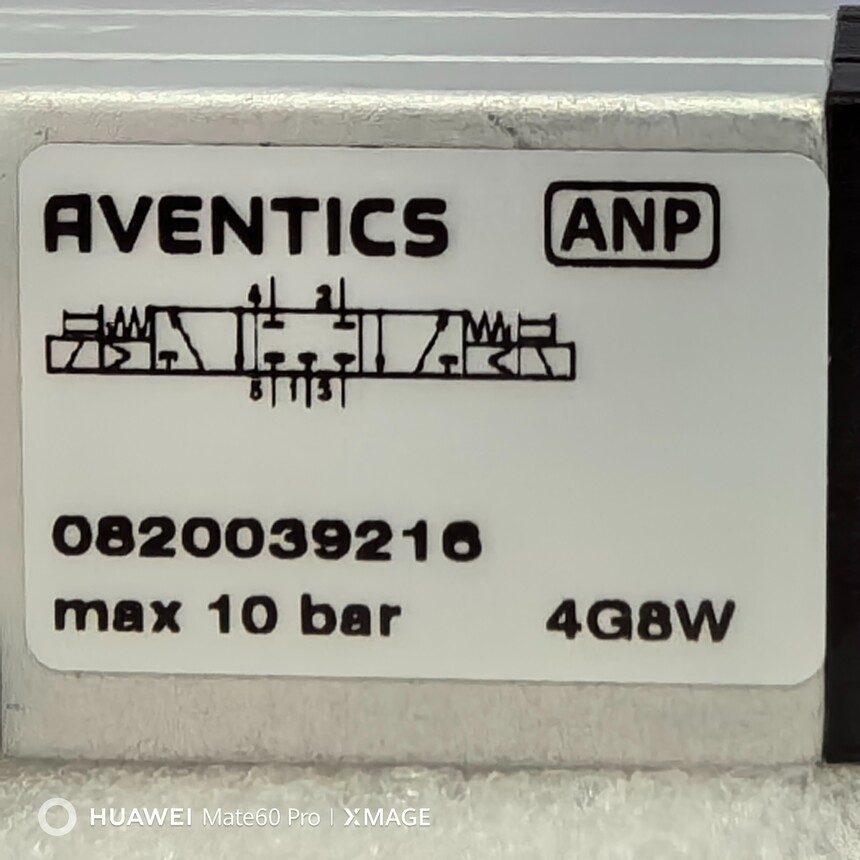 AVENTICS ANP
4 2
5 1 3
0820039216
max 10 bar 4G8W
HUAWEI Mate60 Pro | XMAGE